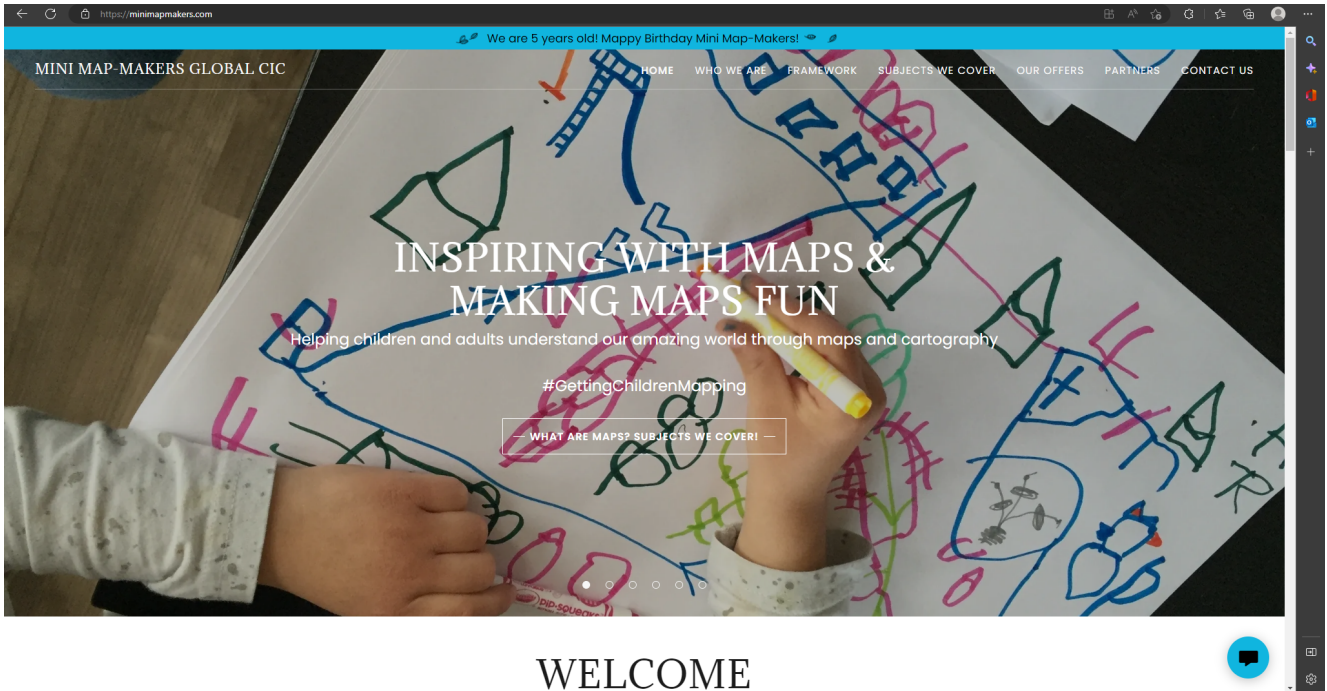 https://minimapmakers.com
We are 5 years old! Mappy Birthday Mini Map-Makers!
MINI MAP-MAKERS GLOBAL CIC
HOME WHO WE ARE FRAMEWORK SUBJECTS WE COVER OUR OFFERS PARTNERS CONTACT US
INSPIRING WITH MAPS &
MAKING MAPS FUN
Helping children and adults understand our amazing world through maps and cartography
#GettingChildrenMapping
— WHAT ARE MAPS? SUBJECTS WE COVER! —
pip-squeaks
WELCOME